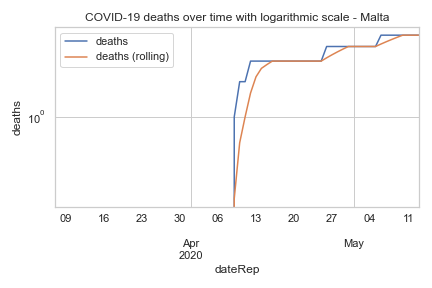 COVID-19 deaths over time with logarithmic scale - Malta
deaths
deaths (rolling)
deaths
10⁰
09 16 23 30 06 13 20 27 04 11
Apr May
2020
dateRep